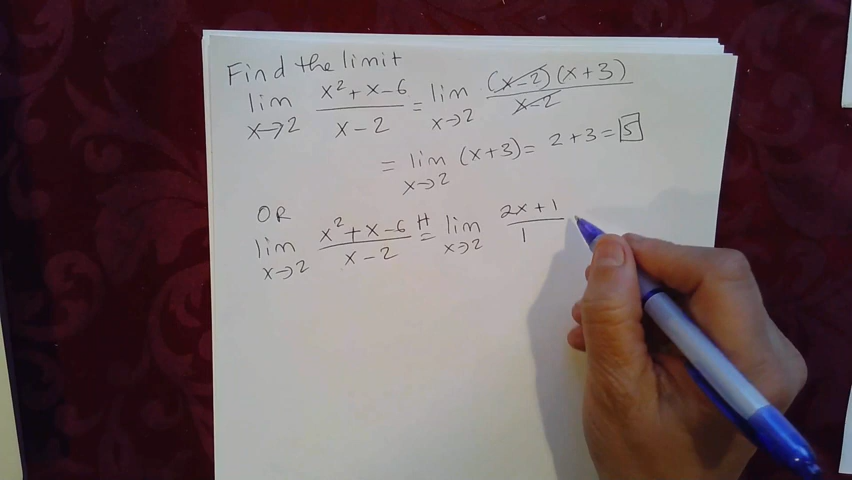 Find the limit
lim x→2 (x² + x - 6)/(x - 2) = lim x→2 (x-2)(x+3)/(x-2)
= lim x→2 (x+3) = 2+3 = 5
OR
lim x→2 (x² + x - 6)/(x - 2) H= lim x→2 (2x + 1)/1